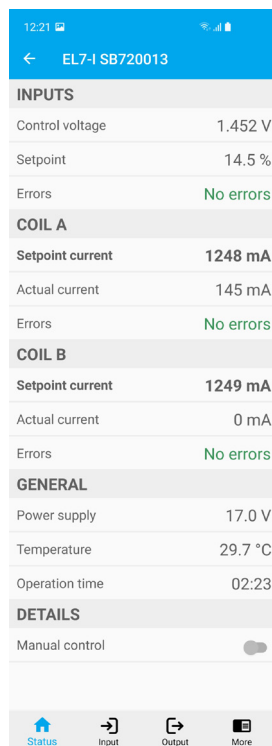 12:21
EL7-I SB720013
INPUTS
Control voltage 1.452 V
Setpoint 14.5 %
Errors No errors
COIL A
Setpoint current 1248 mA
Actual current 145 mA
Errors No errors
COIL B
Setpoint current 1249 mA
Actual current 0 mA
Errors No errors
GENERAL
Power supply 17.0 V
Temperature 29.7 °C
Operation time 02:23
DETAILS
Manual control
Status Input Output More